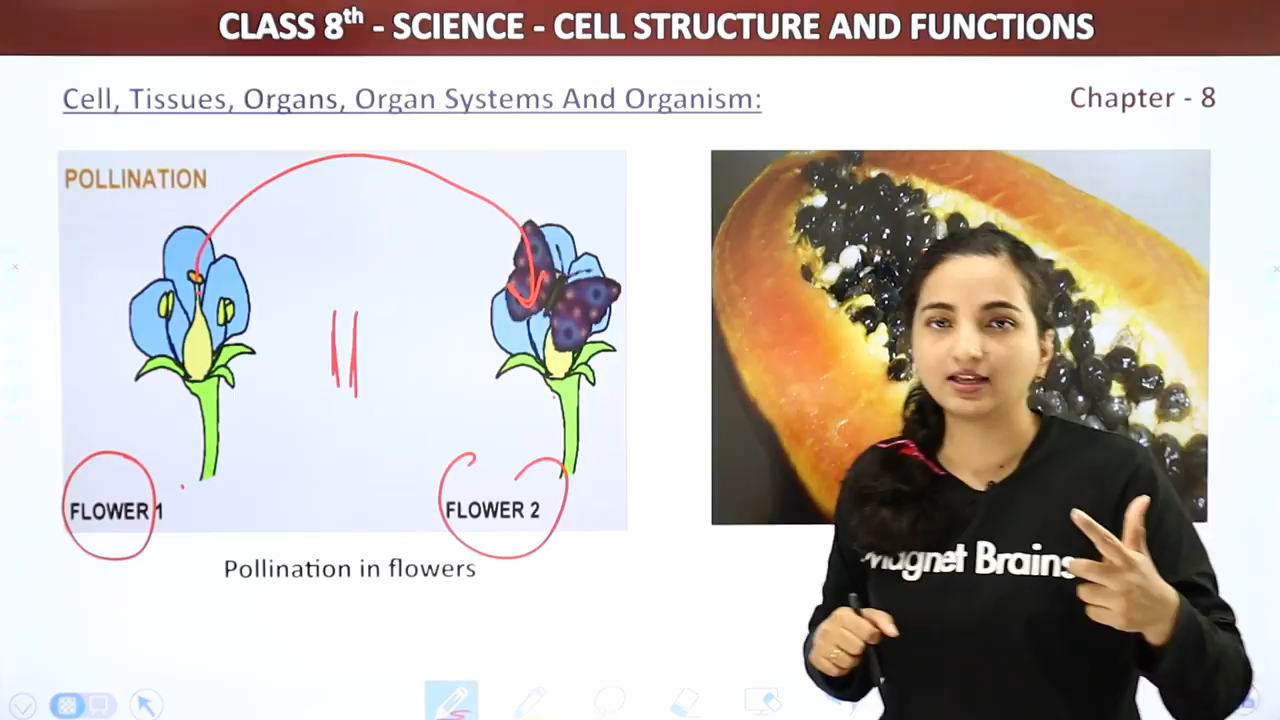 CLASS 8th - SCIENCE - CELL STRUCTURE AND FUNCTIONS
Cell, Tissues, Organs, Organ Systems And Organism:
Chapter - 8
POLLINATION
FLOWER 1
FLOWER 2
Pollination in flowers
Magnet Brains